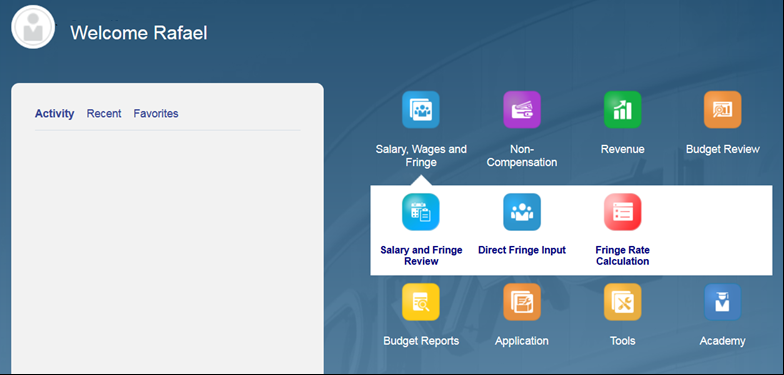 Welcome Rafael
Activity Recent Favorites
Salary, Wages and
Fringe
Non-
Compensation
Revenue
Budget Review
Salary and Fringe
Review
Direct Fringe Input
Fringe Rate
Calculation
Budget Reports
Application
Tools
Academy